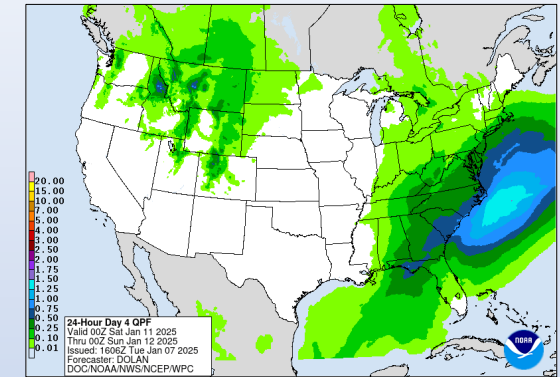 20.00
15.00
10.00
7.00
5.00
4.00
3.00
2.50
2.00
1.75
1.50
1.25
1.00
0.75
0.50
0.25
0.10
0.01
24-Hour Day 4 QPF
Valid 00Z Sat Jan 11 2025
Thru 00Z Sun Jan 12 2025
Issued: 1606Z Tue Jan 07 2025
Forecaster: DOLAN
DOC/NOAA/NWS/NCEP/WPC
NOAA